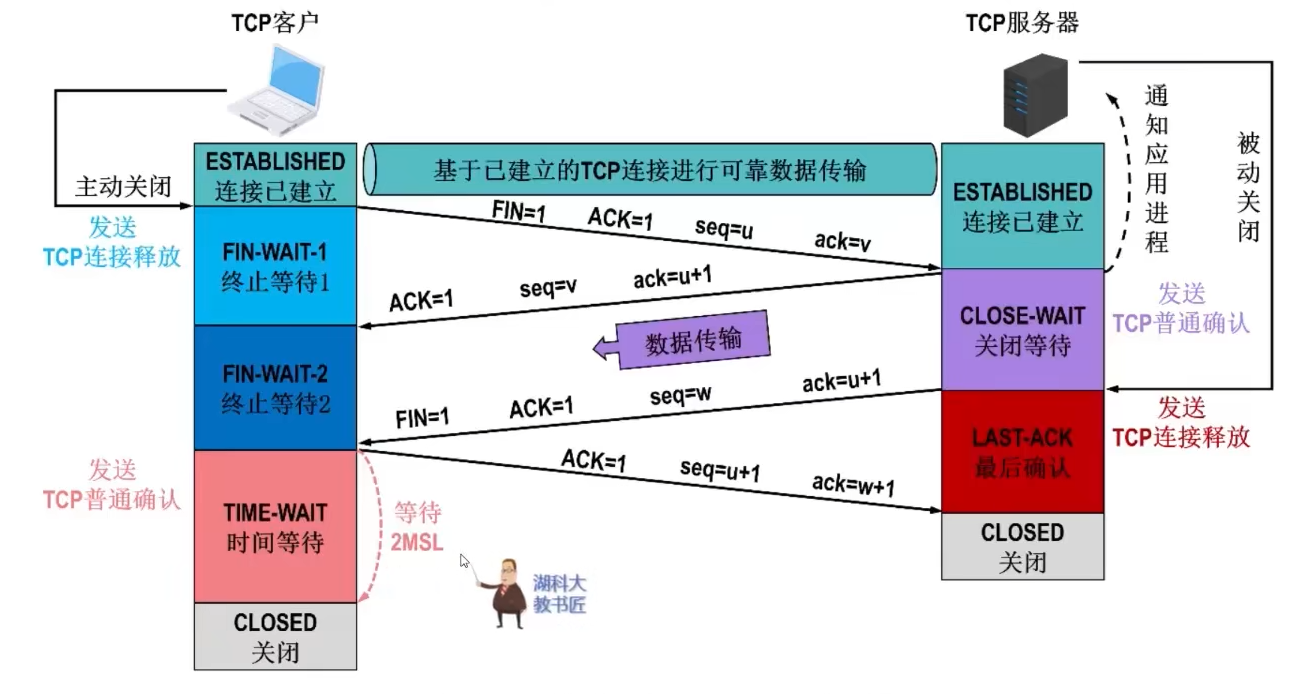 TCP客户
TCP服务器
ESTABLISHED
连接已建立
基于已建立的TCP连接进行可靠数据传输
ESTABLISHED
连接已建立
通知应用进程
被动关闭
主动关闭
发送
TCP连接释放
FIN=1 ACK=1 seq=u ack=v
FIN-WAIT-1
终止等待1
ACK=1 seq=v ack=u+1
CLOSE-WAIT
关闭等待
发送
TCP普通确认
数据传输
FIN-WAIT-2
终止等待2
FIN=1 ACK=1 seq=w ack=u+1
发送
TCP连接释放
LAST-ACK
最后确认
ACK=1 seq=u+1 ack=w+1
发送
TCP普通确认
TIME-WAIT
时间等待
等待
2MSL
CLOSED
关闭
湖科大
教书匠
CLOSED
关闭